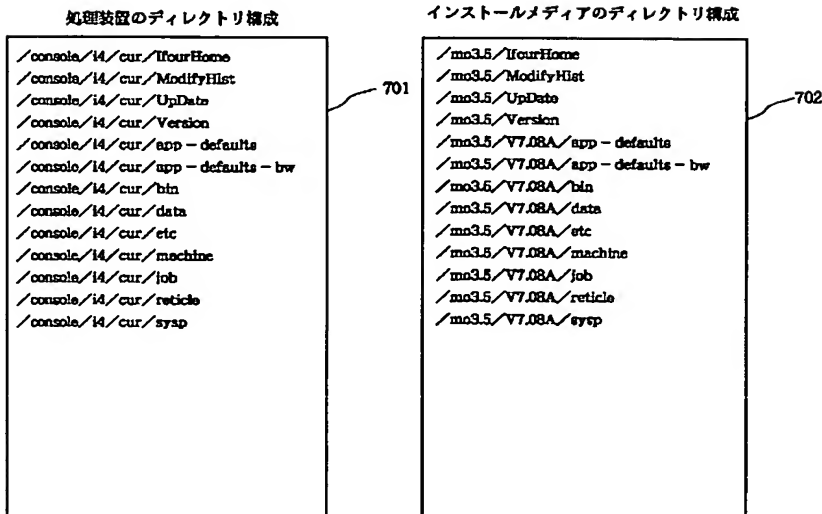 処理装置のディレクトリ構成
／console／i4／cur／IfourHome
／console／i4／cur／ModifyHist
／console／i4／cur／UpDate
／console／i4／cur／Version
／console／i4／cur／app－defaults
／console／i4／cur／app－defaults－bw
／console／i4／cur／bin
／console／i4／cur／data
／console／i4／cur／etc
／console／i4／cur／machine
／console／i4／cur／job
／console／i4／cur／reticle
／console／i4／cur／sysp
701
インストールメディアのディレクトリ構成
／mo3.5／IfourHome
／mo3.5／ModifyHist
／mo3.5／UpDate
／mo3.5／Version
／mo3.5／V7.08A／app－defaults
／mo3.5／V7.08A／app－defaults－bw
／mo3.5／V7.08A／bin
／mo3.5／V7.08A／data
／mo3.5／V7.08A／etc
／mo3.5／V7.08A／machine
／mo3.5／V7.08A／job
／mo3.5／V7.08A／reticle
／mo3.5／V7.08A／sysp
702